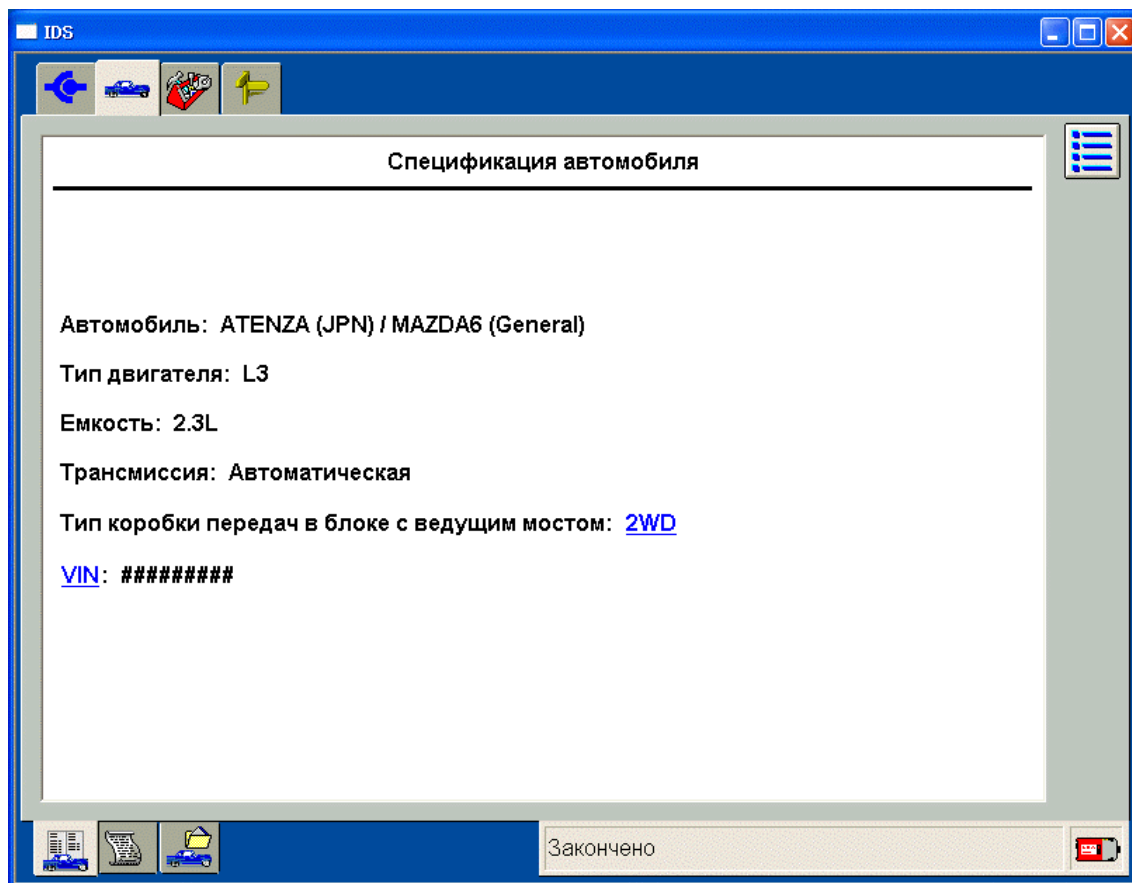 IDS
Спецификация автомобиля
Автомобиль: ATENZA (JPN) / MAZDA6 (General)
Тип двигателя: L3
Емкость: 2.3L
Трансмиссия: Автоматическая
Тип коробки передач в блоке с ведущим мостом: 2WD
VIN: #########
Закончено